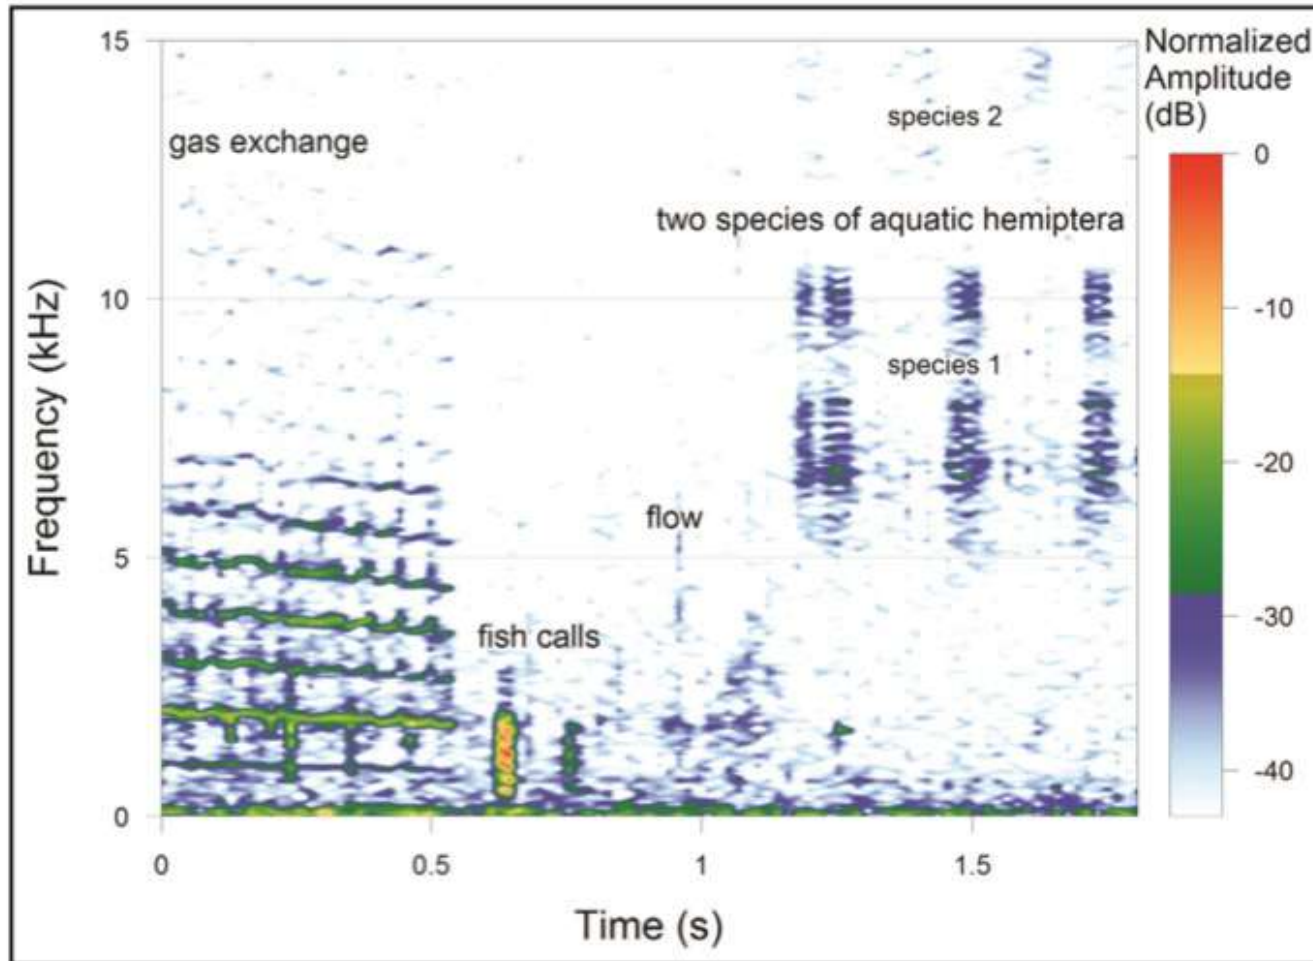 Normalized
Amplitude
(dB)
15
10
5
0
Frequency (kHz)
gas exchange
species 2
two species of aquatic hemiptera
species 1
flow
fish calls
0
-10
-20
-30
-40
0 0.5 1 1.5
Time (s)